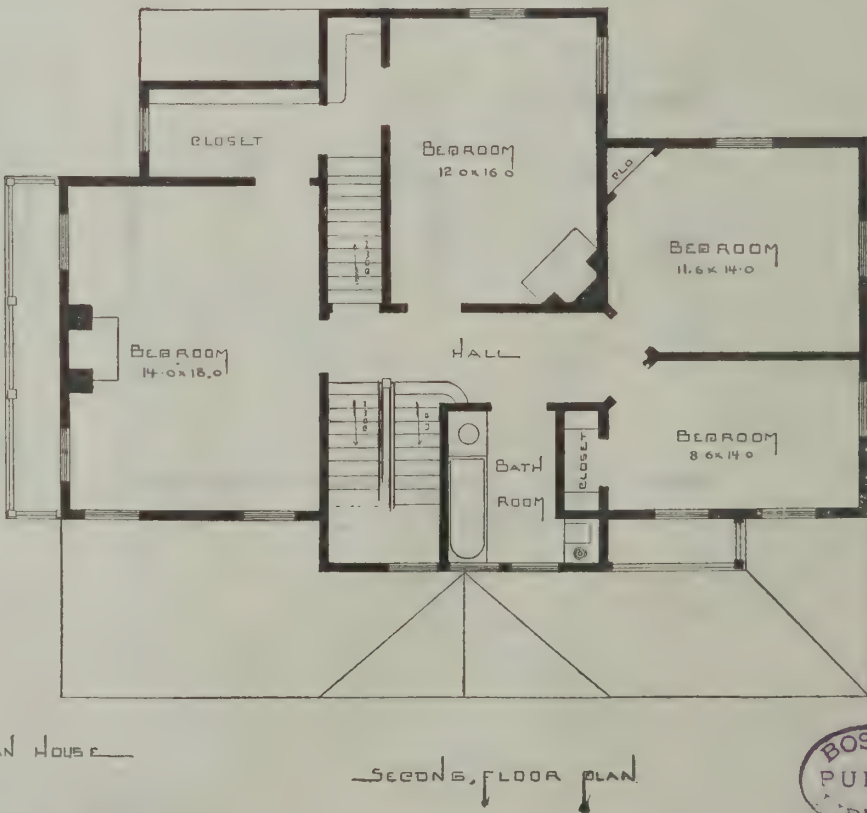 CLOSET
BEDROOM
12 0 x 16 0
CLO
BEDROOM
11.6 x 14.0
BEDROOM
14.0 x 18.0
HALL
BEDROOM
8 6 x 14 0
CLOSET
BATH
ROOM
HOUSE
SECOND, FLOOR PLAN
BOS
PU